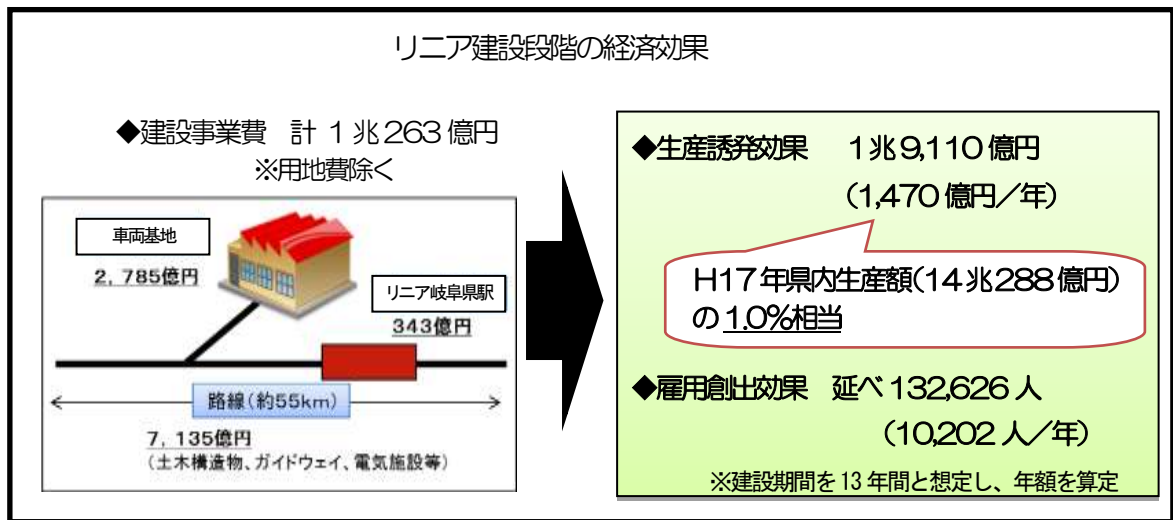 リニア建設段階の経済効果
◆建設事業費　計 1兆263億円
※用地費除く
車両基地
2，785億円
リニア岐阜県駅
343億円
路線（約55km）
7，135億円
（土木構造物、ガイドウェイ、電気施設等）
◆生産誘発効果　1兆9,110億円
（1,470億円／年）
H17年県内生産額（14兆288億円）
の1.0%相当
◆雇用創出効果　延べ132,626人
（10,202人／年）
※建設期間を13年間と想定し、年額を算定